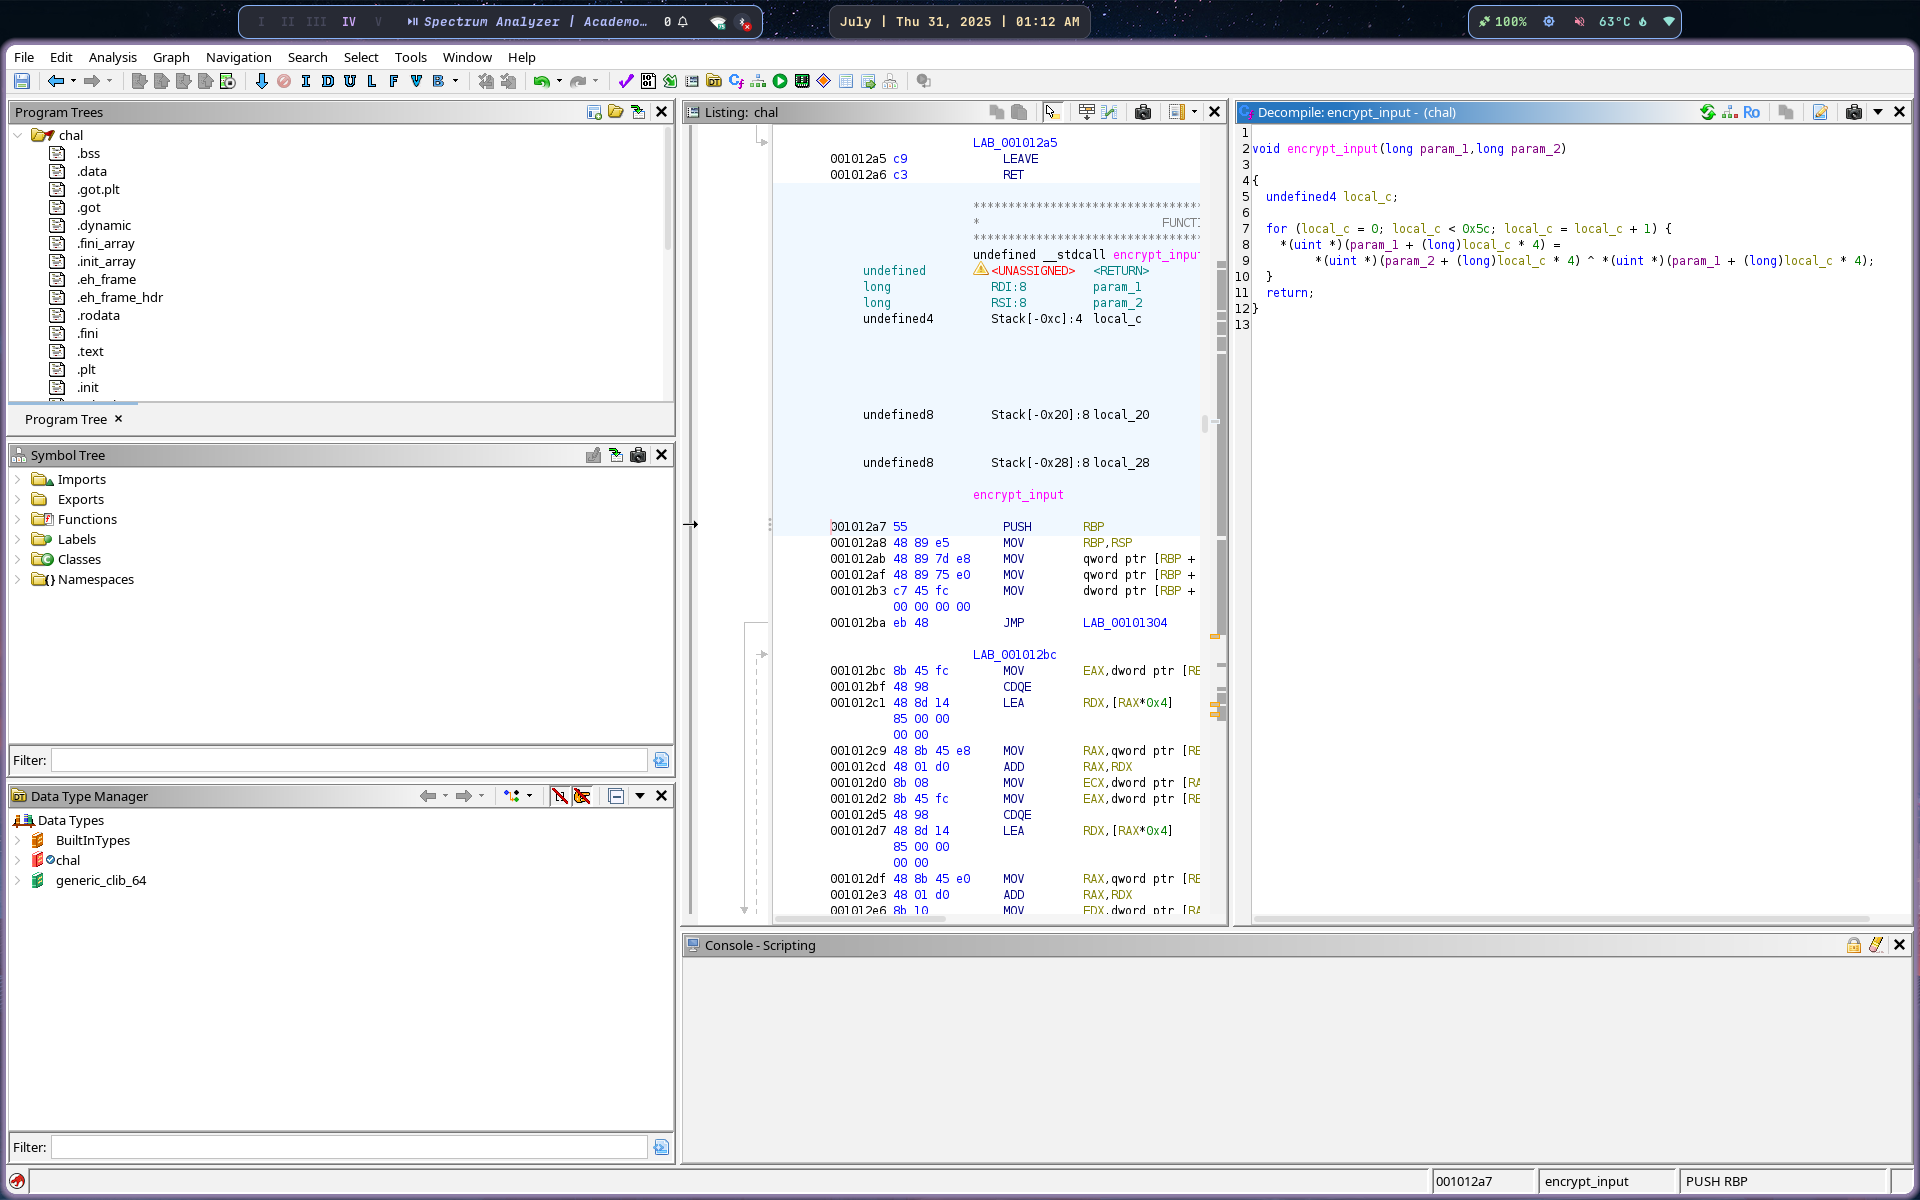 I II III IV V Spectrum Analyzer | Academo… 0
July | Thu 31, 2025 | 01:12 AM
100% 63°C
File Edit Analysis Graph Navigation Search Select Tools Window Help
I D U L F V B
Program Trees
chal
.bss
.data
.got.plt
.got
.dynamic
.fini_array
.init_array
.eh_frame
.eh_frame_hdr
.rodata
.fini
.text
.plt
.init
Program Tree ×
Symbol Tree
Imports
Exports
Functions
Labels
Classes
Namespaces
Filter:
Data Type Manager
Data Types
BuiltInTypes
chal
generic_clib_64
Filter:
Listing: chal
LAB_001012a5
001012a5 c9 LEAVE
001012a6 c3 RET
*********************************
* FUNCTI
*********************************
undefined __stdcall encrypt_input
undefined <UNASSIGNED> <RETURN>
long RDI:8 param_1
long RSI:8 param_2
undefined4 Stack[-0xc]:4 local_c
undefined8 Stack[-0x20]:8 local_20
undefined8 Stack[-0x28]:8 local_28
encrypt_input
001012a7 55 PUSH RBP
001012a8 48 89 e5 MOV RBP,RSP
001012ab 48 89 7d e8 MOV qword ptr [RBP +
001012af 48 89 75 e0 MOV qword ptr [RBP +
001012b3 c7 45 fc MOV dword ptr [RBP +
00 00 00 00
001012ba eb 48 JMP LAB_00101304
LAB_001012bc
001012bc 8b 45 fc MOV EAX,dword ptr [RB
001012bf 48 98 CDQE
001012c1 48 8d 14 LEA RDX,[RAX*0x4]
85 00 00
00 00
001012c9 48 8b 45 e8 MOV RAX,qword ptr [RB
001012cd 48 01 d0 ADD RAX,RDX
001012d0 8b 08 MOV ECX,dword ptr [RA
001012d2 8b 45 fc MOV EAX,dword ptr [RB
001012d5 48 98 CDQE
001012d7 48 8d 14 LEA RDX,[RAX*0x4]
85 00 00
00 00
001012df 48 8b 45 e0 MOV RAX,qword ptr [RB
001012e3 48 01 d0 ADD RAX,RDX
001012e6 8b 10 MOV EDX,dword ptr [RA
Decompile: encrypt_input - (chal)
Ro
1
2 void encrypt_input(long param_1,long param_2)
3
4 {
5 undefined4 local_c;
6
7 for (local_c = 0; local_c < 0x5c; local_c = local_c + 1) {
8 *(uint *)(param_1 + (long)local_c * 4) =
9 *(uint *)(param_2 + (long)local_c * 4) ^ *(uint *)(param_1 + (long)local_c * 4);
10 }
11 return;
12 }
13
Console - Scripting
001012a7 encrypt_input PUSH RBP